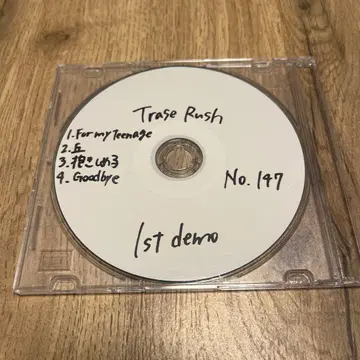 Trase Rush
1. For my Teenage
2. 丘
3. 抱きしめる
4. Goodbye
No. 147
1st demo